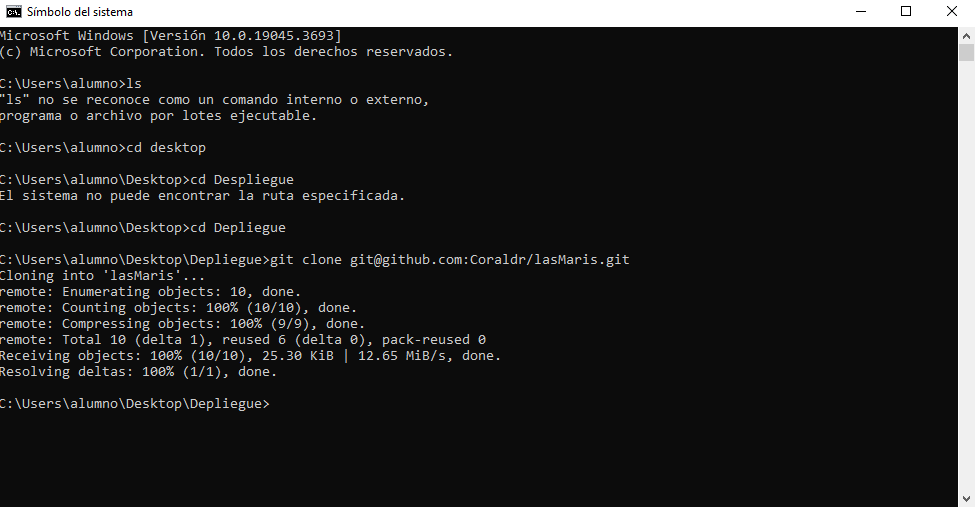 Símbolo del sistema
Microsoft Windows [Versión 10.0.19045.3693]
(c) Microsoft Corporation. Todos los derechos reservados.
C:\Users\alumno>ls
"ls" no se reconoce como un comando interno o externo,
programa o archivo por lotes ejecutable.
C:\Users\alumno>cd desktop
C:\Users\alumno\Desktop>cd Despliegue
El sistema no puede encontrar la ruta especificada.
C:\Users\alumno\Desktop>cd Depliegue
C:\Users\alumno\Desktop\Depliegue>git clone git@github.com:Coraldr/lasMaris.git
Cloning into 'lasMaris'...
remote: Enumerating objects: 10, done.
remote: Counting objects: 100% (10/10), done.
remote: Compressing objects: 100% (9/9), done.
remote: Total 10 (delta 1), reused 6 (delta 0), pack-reused 0
Receiving objects: 100% (10/10), 25.30 KiB | 12.65 MiB/s, done.
Resolving deltas: 100% (1/1), done.
C:\Users\alumno\Desktop\Depliegue>